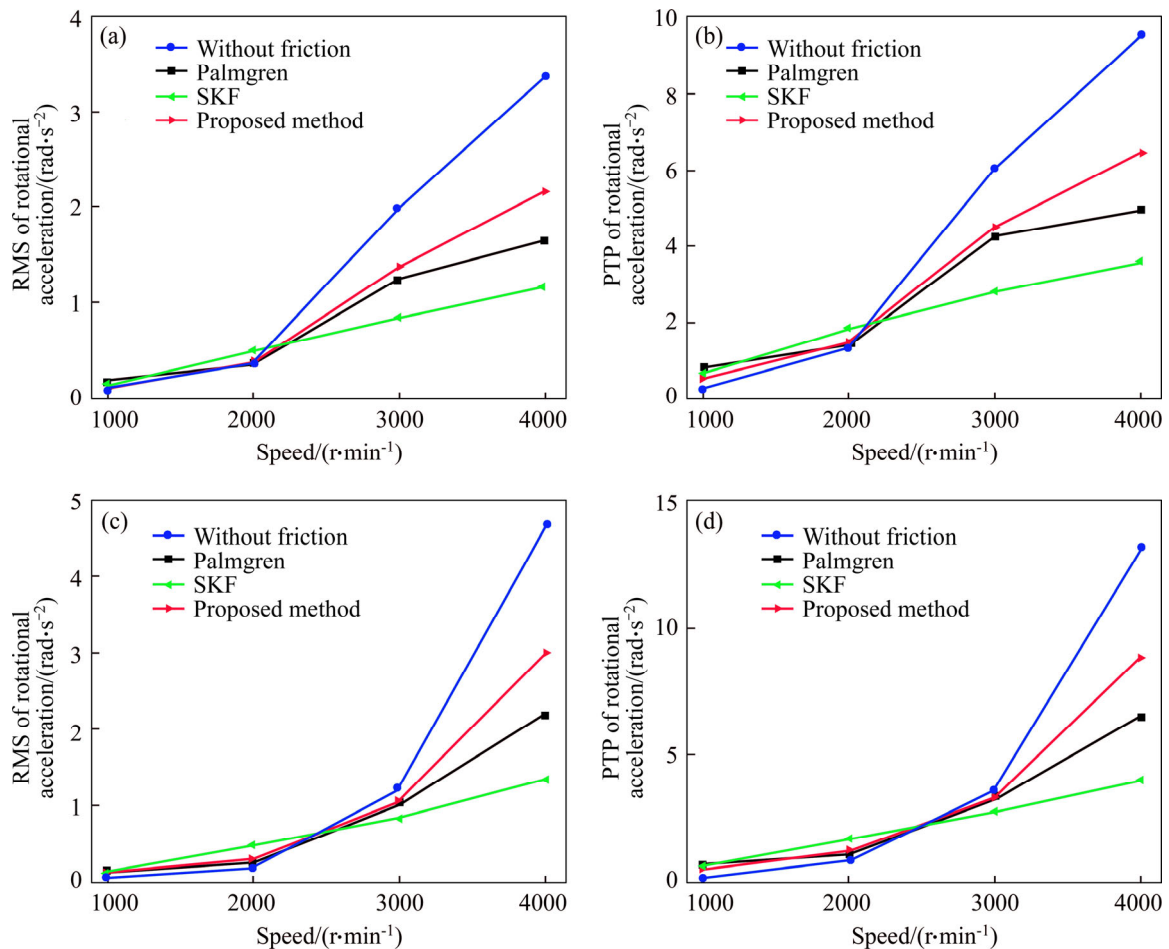 (a)
Without friction
Palmgren
SKF
Proposed method
RMS of rotational
acceleration/(rad·s⁻²)
4
3
2
1
0
1000 2000 3000 4000
Speed/(r·min⁻¹)
(b)
Without friction
Palmgren
SKF
Proposed method
PTP of rotational
acceleration/(rad·s⁻²)
10
8
6
4
2
0
1000 2000 3000 4000
Speed/(r·min⁻¹)
(c)
Without friction
Palmgren
SKF
Proposed method
RMS of rotational
acceleration/(rad·s⁻²)
5
4
3
2
1
0
1000 2000 3000 4000
Speed/(r·min⁻¹)
(d)
Without friction
Palmgren
SKF
Proposed method
PTP of rotational
acceleration/(rad·s⁻²)
15
10
5
0
1000 2000 3000 4000
Speed/(r·min⁻¹)